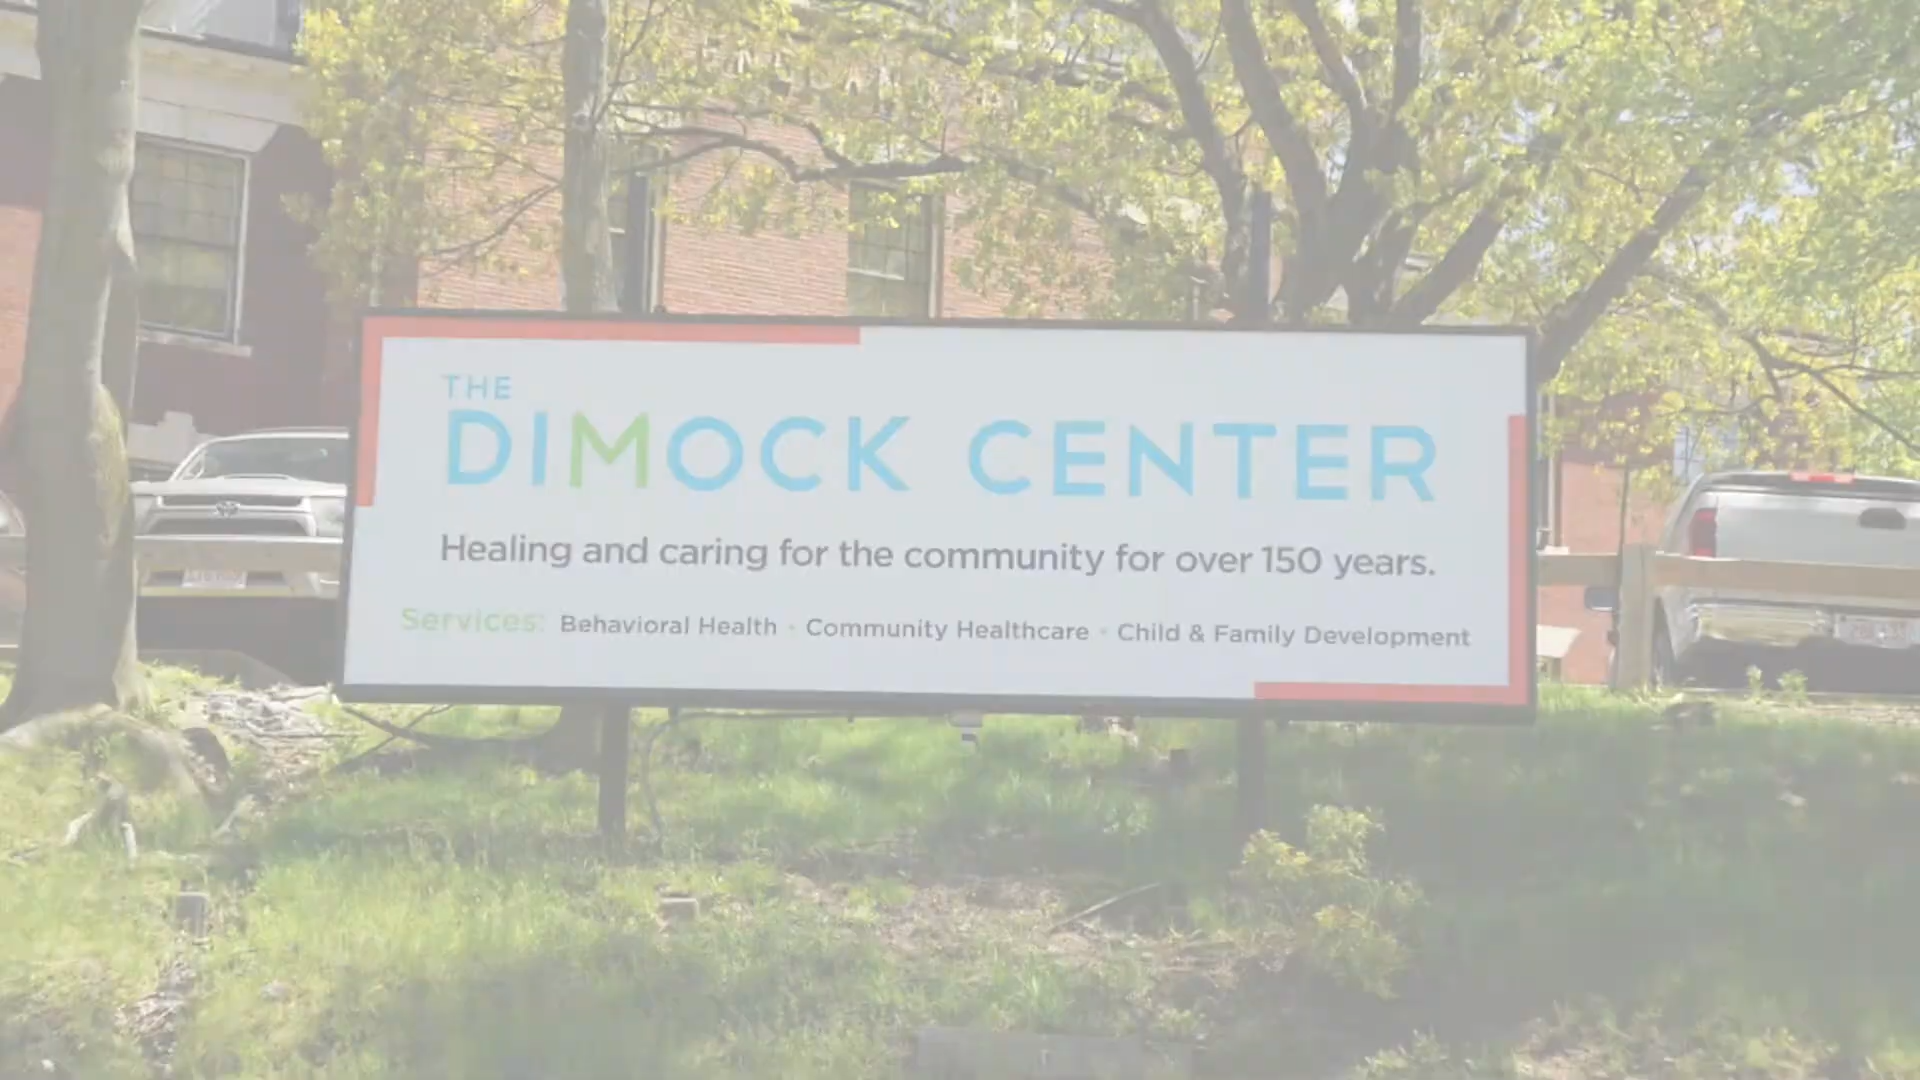 THE
DIMOCK CENTER
Healing and caring for the community for over 150 years.
Services: Behavioral Health · Community Healthcare · Child & Family Development